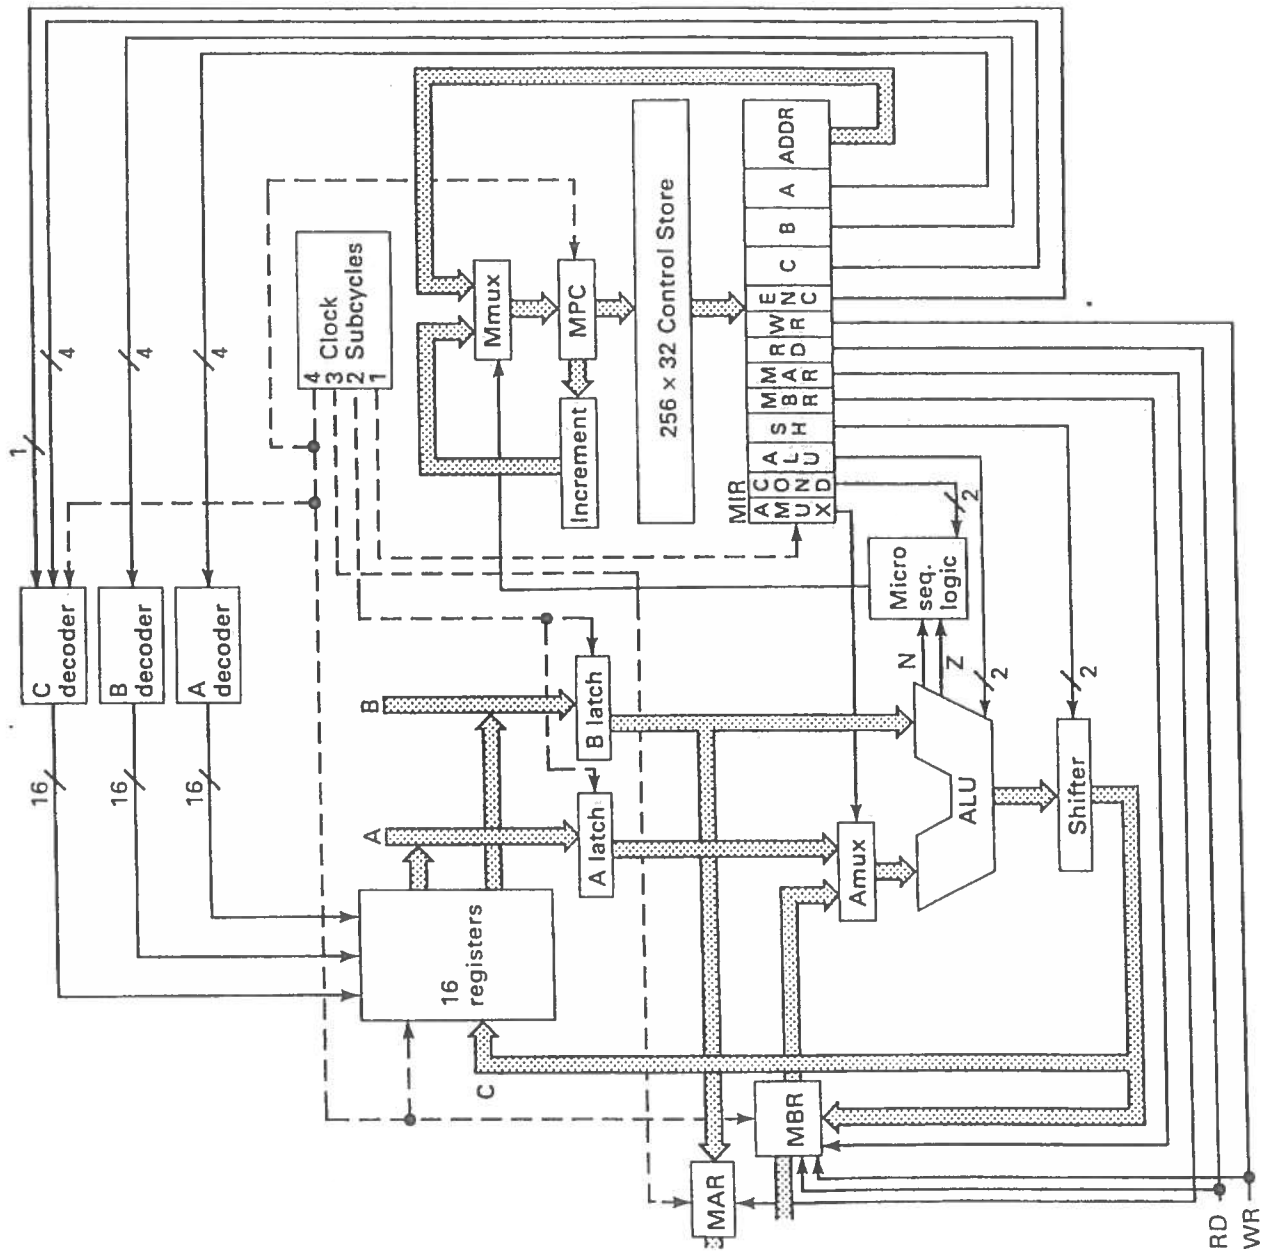 1
4
4
4
C
decoder
B
decoder
A
decoder
16
16
16
4
3
2
1
Clock
Subcycles
Mmux
MPC
Increment
256 × 32 Control Store
MIR
AMUX
COND
ALU
SH
MBR
MAR
RD
WR
ENC
C
B
A
ADDR
16
registers
A
B
A latch
B latch
C
Micro
seq.
logic
2
N
Z
2
2
Amux
ALU
Shifter
MAR
MBR
RD
WR